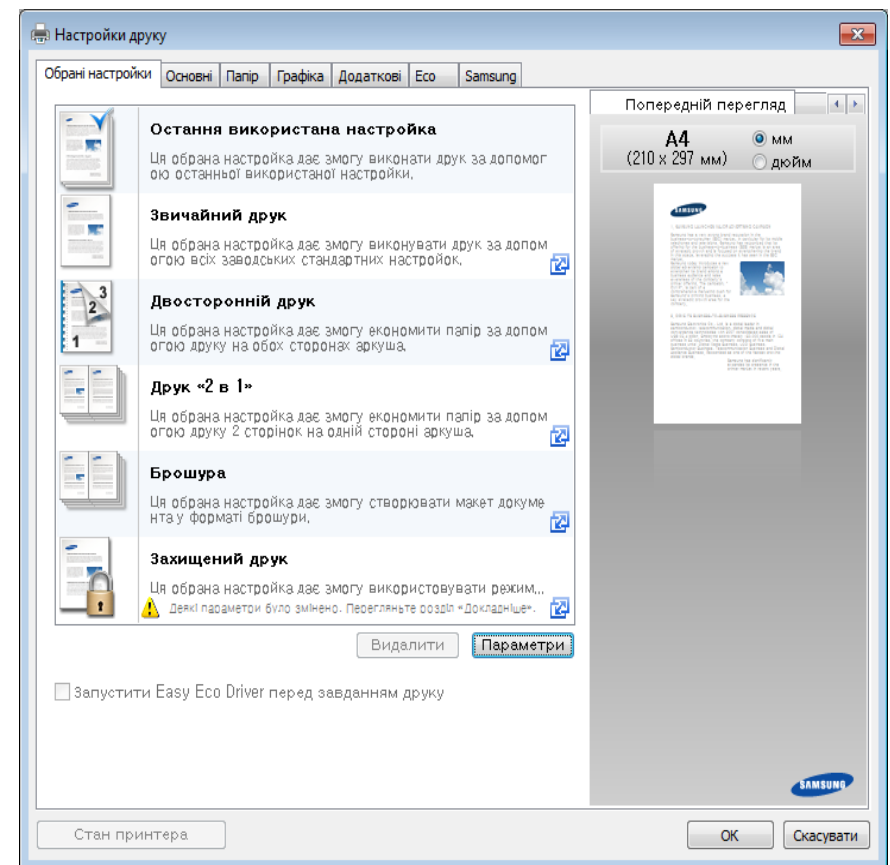 Настройки друку
Обрані настройки Основні Папір Графіка Додаткові Eco Samsung
Остання використана настройка
Ця обрана настройка дає змогу виконати друк за допомог
ою останньої використаної настройки.
Звичайний друк
Ця обрана настройка дає змогу виконувати друк за допом
огою всіх заводських стандартних настройок.
Двосторонній друк
Ця обрана настройка дає змогу економити папір за допом
огою друку на обох сторонах аркуша.
Друк «2 в 1»
Ця обрана настройка дає змогу економити папір за допом
огою друку 2 сторінок на одній стороні аркуша.
Брошура
Ця обрана настройка дає змогу створювати макет докуме
нта у форматі брошури.
Захищений друк
Ця обрана настройка дає змогу використовувати режим...
Деякі параметри було змінено. Перегляньте розділ «Докладніше».
Видалити Параметри
Запустити Easy Eco Driver перед завданням друку
Попередній перегляд
A4
(210 x 297 мм)
мм
дюйм
SAMSUNG
SAMSUNG
Стан принтера OK Скасувати